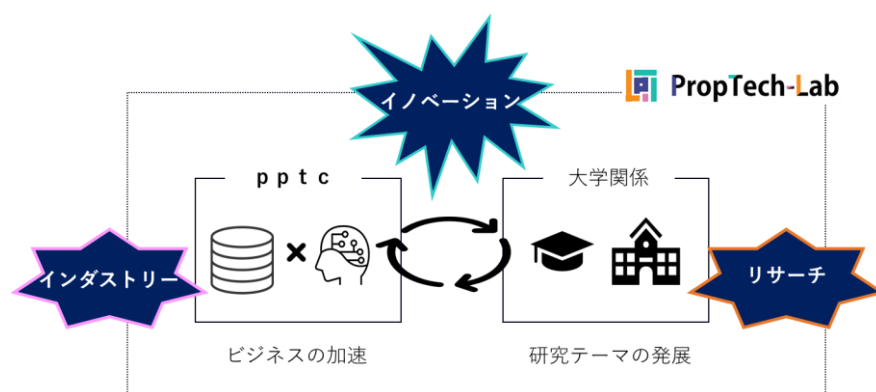 イノベーション
PropTech-Lab
pptc
大学関係
インダストリー
リサーチ
ビジネスの加速
研究テーマの発展